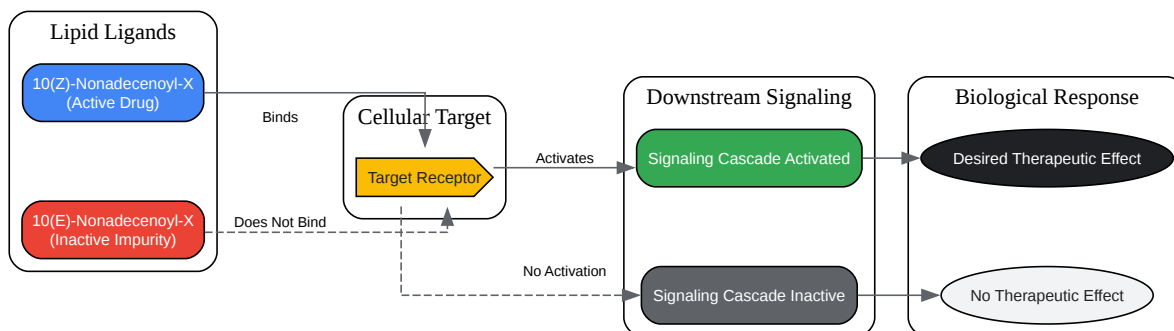 Lipid Ligands
10(Z)-Nonadecenoyl-X
(Active Drug)
Binds
10(E)-Nonadecenoyl-X
(Inactive Impurity)
Does Not Bind
Cellular Target
Target Receptor
Activates
No Activation
Downstream Signaling
Signaling Cascade Activated
Signaling Cascade Inactive
Biological Response
Desired Therapeutic Effect
No Therapeutic Effect